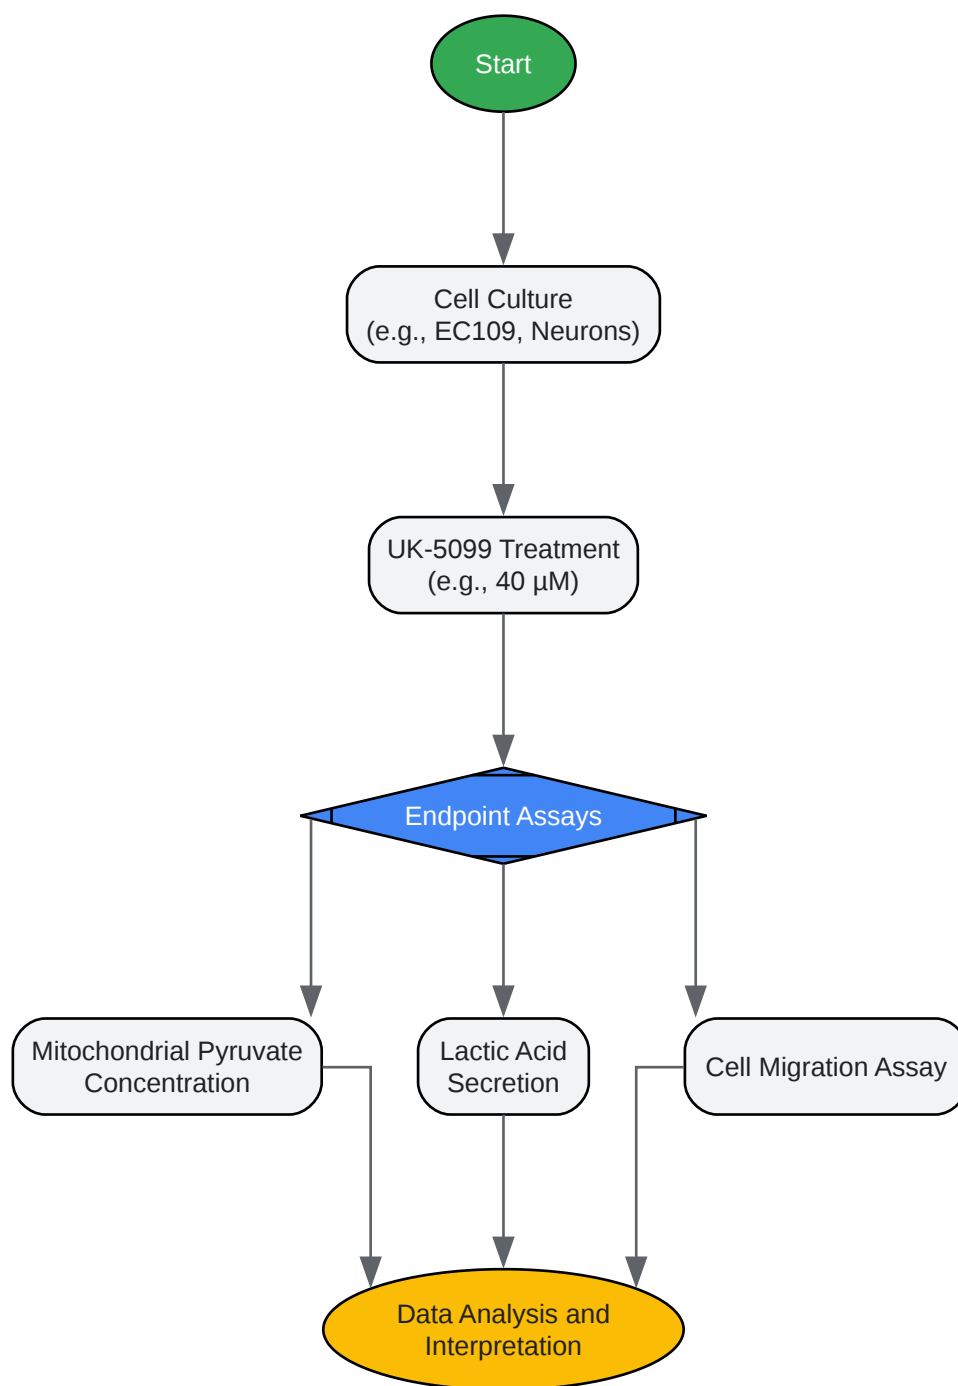 Start
Cell Culture
(e.g., EC109, Neurons)
UK-5099 Treatment
(e.g., 40 µM)
Endpoint Assays
Mitochondrial Pyruvate
Concentration
Lactic Acid
Secretion
Cell Migration Assay
Data Analysis and
Interpretation